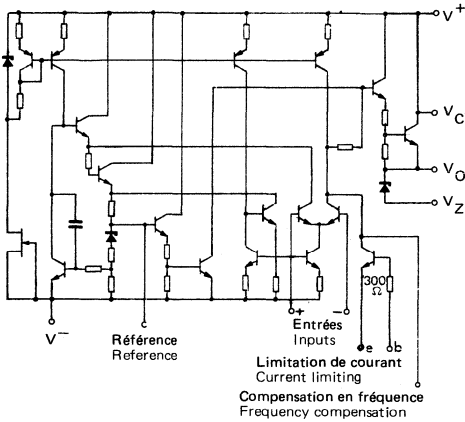 V+
VC
VO
VZ
300
Ω
V−
c
Référence
Reference
+
−
Entrées
Inputs
e
b
Limitation de courant
Current limiting
Compensation en fréquence
Frequency compensation